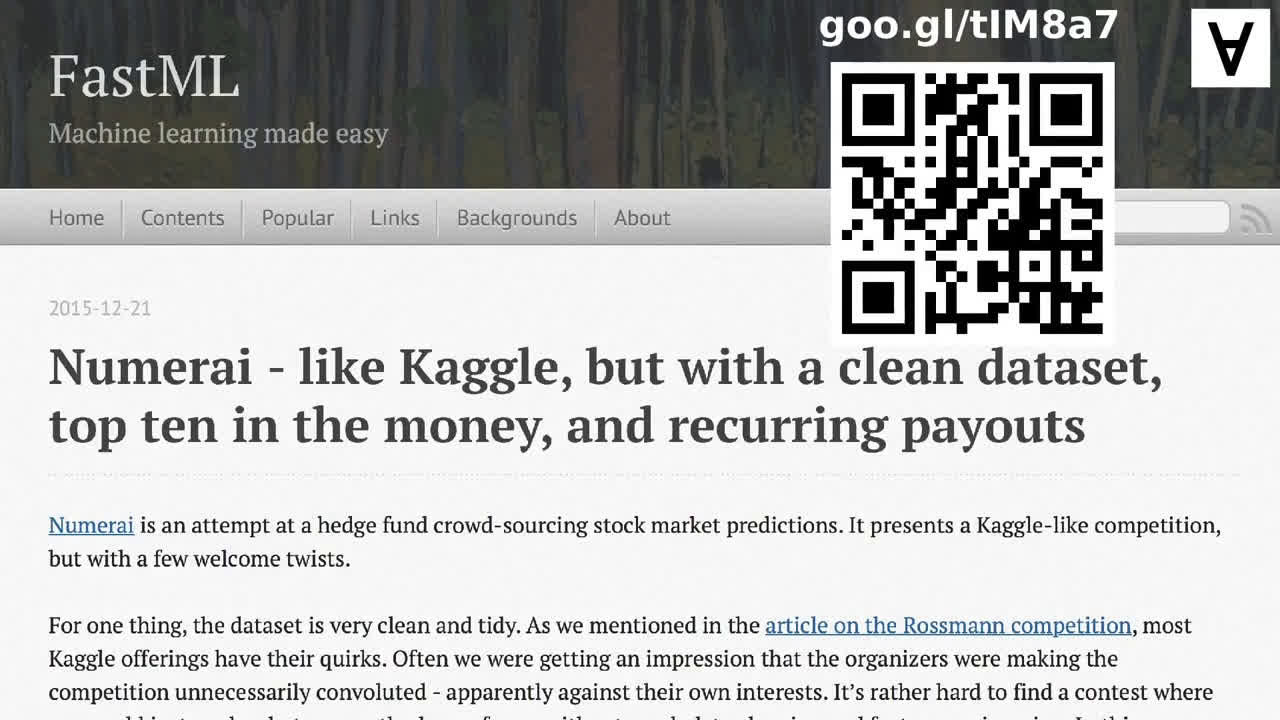 goo.gl/tIM8a7
∀
FastML
Machine learning made easy
Home Contents Popular Links Backgrounds About
2015-12-21
Numerai - like Kaggle, but with a clean dataset,
top ten in the money, and recurring payouts
Numerai is an attempt at a hedge fund crowd-sourcing stock market predictions. It presents a Kaggle-like competition,
but with a few welcome twists.
For one thing, the dataset is very clean and tidy. As we mentioned in the article on the Rossmann competition, most
Kaggle offerings have their quirks. Often we were getting an impression that the organizers were making the
competition unnecessarily convoluted - apparently against their own interests. It's rather hard to find a contest where